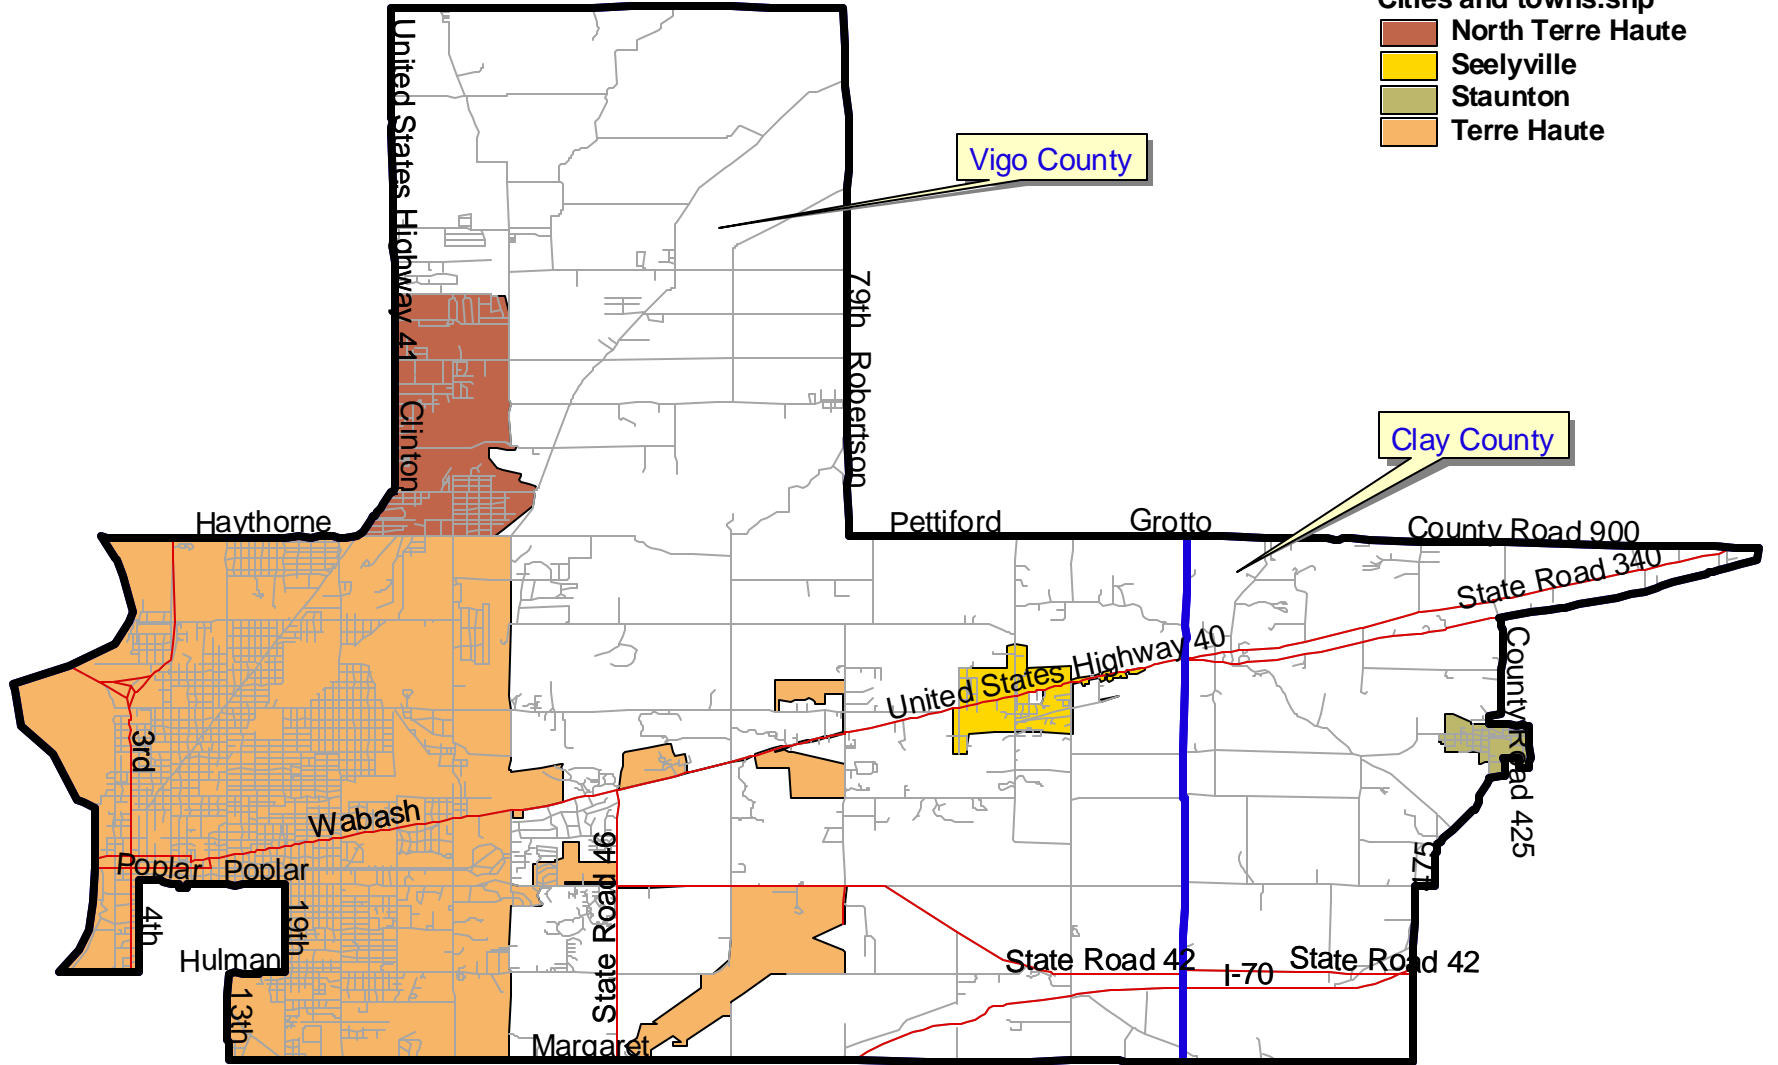 Cities and towns.shp
North Terre Haute
Seelyville
Staunton
Terre Haute
United States Highway 41
Vigo County
79th
Robertson
Clinton
Clay County
Haythorne
Pettiford
Grotto
County Road 900
State Road 340
United States Highway 40
County Road 425
3rd
Wabash
Poplar
Poplar
State Road 46
475
4th
19th
Hulman
State Road 42
I-70
State Road 42
13th
Margaret